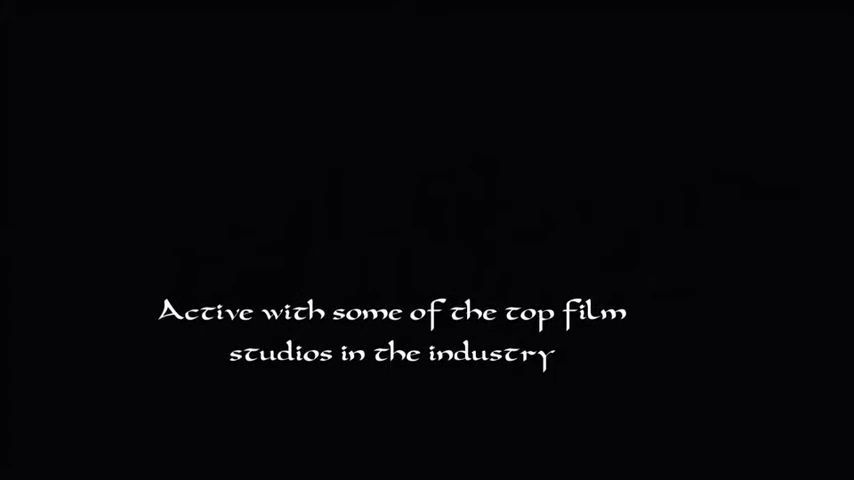 Active with some of the top film
studios in the industry